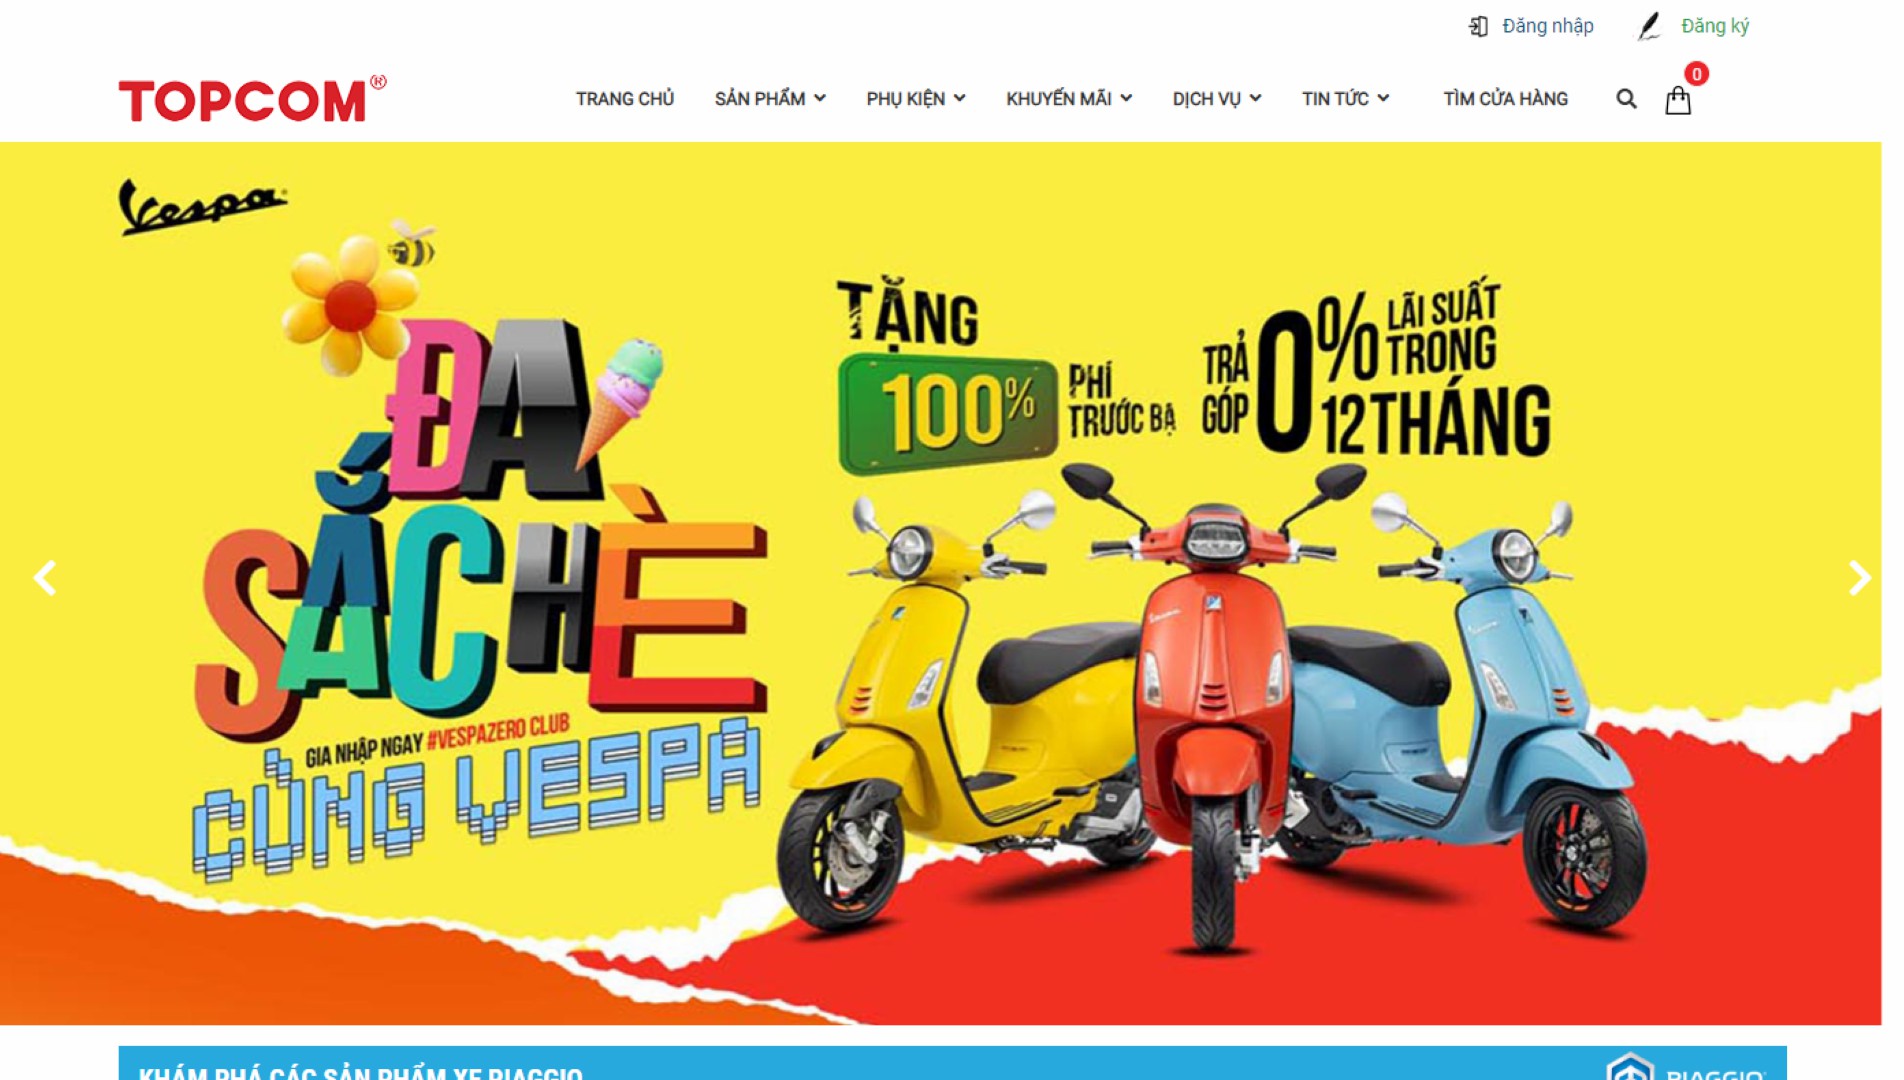 Đăng nhập Đăng ký
TOPCOM®
TRANG CHỦ SẢN PHẨM PHỤ KIỆN KHUYẾN MÃI DỊCH VỤ TIN TỨC TÌM CỬA HÀNG
0
Vespa
ĐA
SẮC HÈ
GIA NHẬP NGAY #VESPAZERO CLUB
CÙNG VESPA
TẶNG
100%
PHÍ
TRƯỚC BẠ
TRẢ
GÓP
0%
LÃI SUẤT
TRONG
12 THÁNG
KHÁM PHÁ CÁC SẢN PHẨM XE PIAGGIO
PIAGGIO